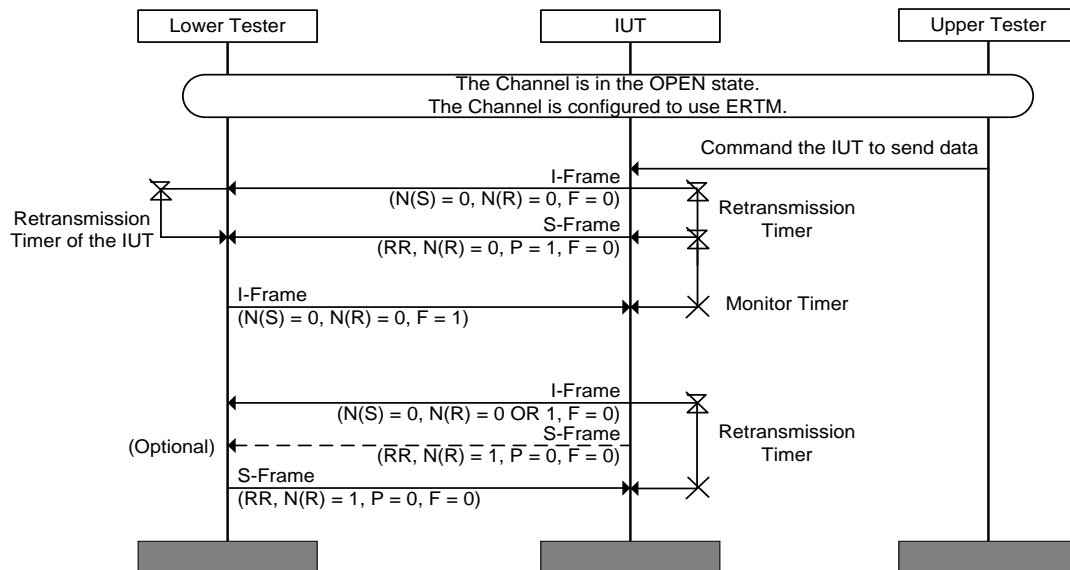 Lower Tester
IUT
Upper Tester
The Channel is in the OPEN state.
The Channel is configured to use ERTM.
Command the IUT to send data
I-Frame
(N(S) = 0, N(R) = 0, F = 0)
Retransmission
Timer of the IUT
Retransmission
Timer
S-Frame
(RR, N(R) = 0, P = 1, F = 0)
I-Frame
(N(S) = 0, N(R) = 0, F = 1)
Monitor Timer
I-Frame
(N(S) = 0, N(R) = 0 OR 1, F = 0)
(Optional)
S-Frame
(RR, N(R) = 1, P = 0, F = 0)
Retransmission
Timer
S-Frame
(RR, N(R) = 1, P = 0, F = 0)